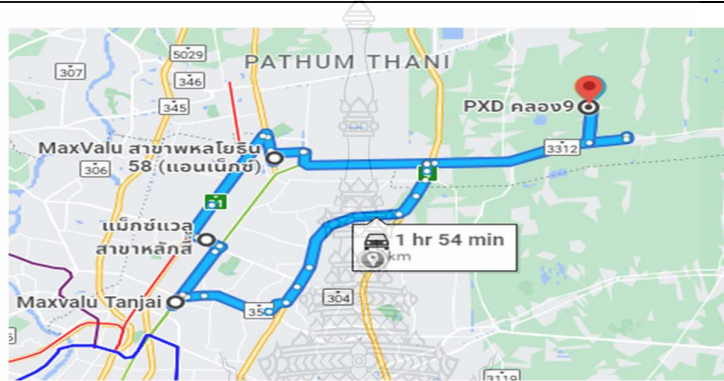 5029
PATHUM THANI
307
346
345
PXD คลอง9
MaxValu สาขาพหลโยธิน
58 (แอนเน็กซ์)
3312
306
แม็กซ์แวลู
สาขาหลักสี่
1 hr 54 min
km
Maxvalu Tanjai
304
3119